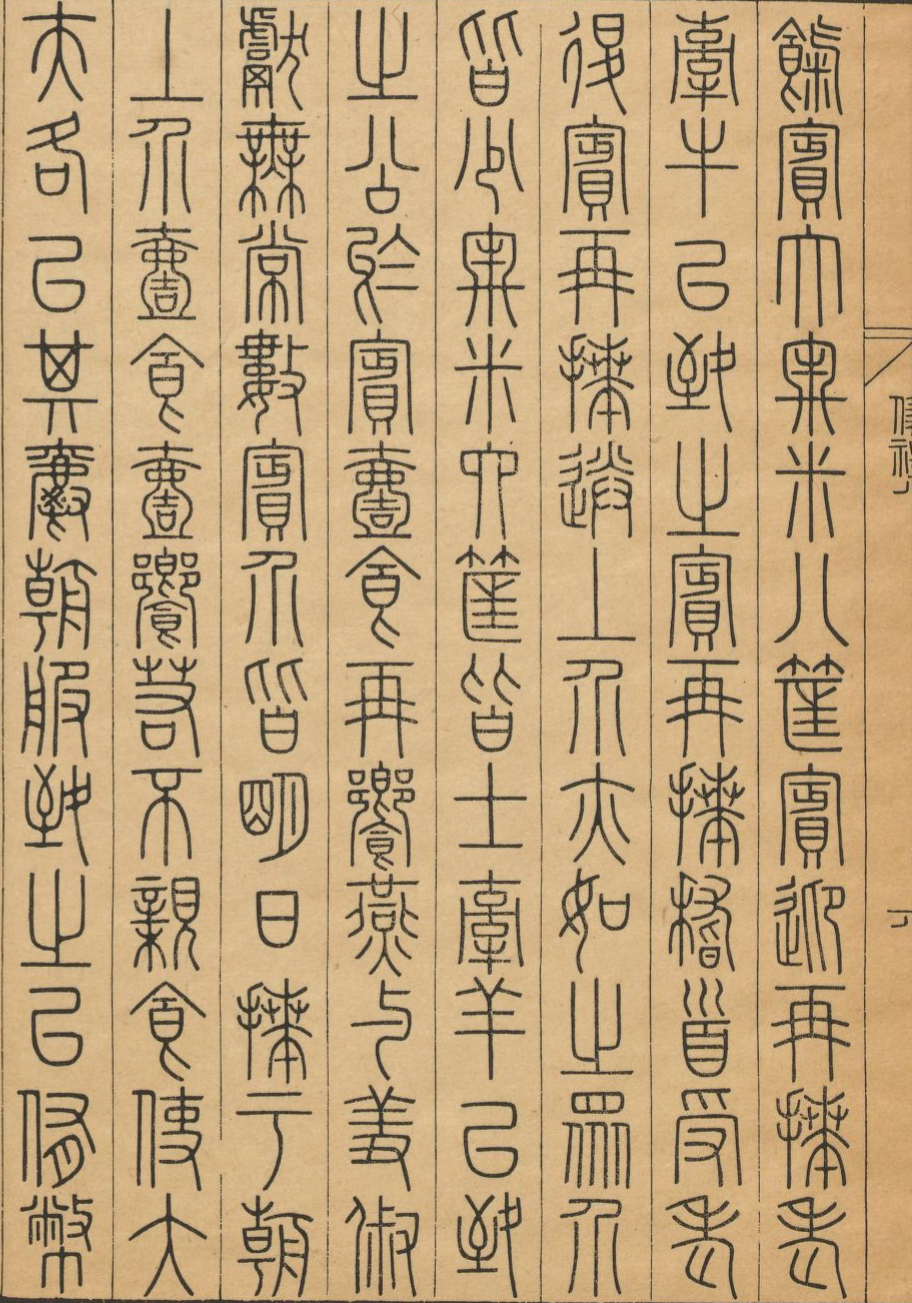 餼賓大牢米八筐賓迎再拜老
牽牛以致之賓再拜稽首受老
退賓再拜送上介亦如之眾介
皆少牢米六筐皆士牽羊以致
之公於賓壹食再饗燕與羞俶
獻無常數賓介皆明日拜于朝
上介壹食壹饗若不親食使大
夫各以其爵朝服致之以侑幣